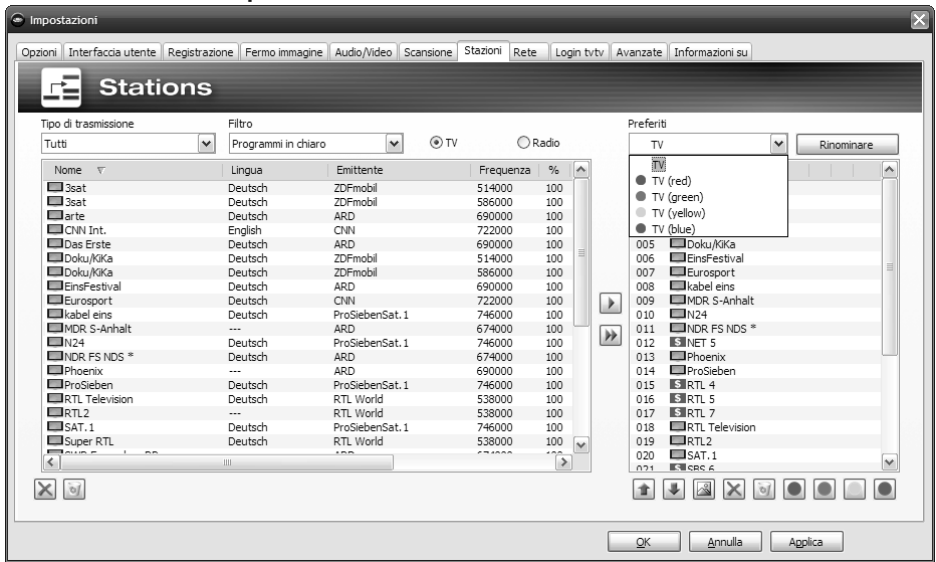 Impostazioni
Opzioni Interfaccia utente Registrazione Fermo immagine Audio/Video Scansione Stazioni Rete Login tvtv Avanzate Informazioni su
Stations
Tipo di trasmissione Filtro Preferiti
Tutti Programmi in chiaro TV Radio TV Rinominare
Nome Lingua Emittente Frequenza %
3sat Deutsch ZDFmobil 514000 100
3sat Deutsch ZDFmobil 586000 100
arte Deutsch ARD 690000 100
CNN Int. English CNN 722000 100
Das Erste Deutsch ARD 690000 100
Doku/KiKa Deutsch ZDFmobil 514000 100
Doku/KiKa Deutsch ZDFmobil 586000 100
EinsFestival Deutsch ARD 690000 100
Eurosport Deutsch CNN 722000 100
kabel eins Deutsch ProSiebenSat.1 746000 100
MDR S-Anhalt --- ARD 674000 100
N24 Deutsch ProSiebenSat.1 746000 100
NDR FS NDS * Deutsch ARD 674000 100
Phoenix --- ARD 690000 100
ProSieben Deutsch ProSiebenSat.1 746000 100
RTL Television Deutsch RTL World 538000 100
RTL2 --- RTL World 538000 100
SAT.1 Deutsch ProSiebenSat.1 746000 100
Super RTL Deutsch RTL World 538000 100
TV
TV (red)
TV (green)
TV (yellow)
TV (blue)
005 Doku/KiKa
006 EinsFestival
007 Eurosport
008 kabel eins
009 MDR S-Anhalt
010 N24
011 NDR FS NDS *
012 S NET 5
013 Phoenix
014 ProSieben
015 S RTL 4
016 S RTL 5
017 S RTL 7
018 RTL Television
019 RTL2
020 SAT.1
021 S SBS 6
OK Annulla Applica